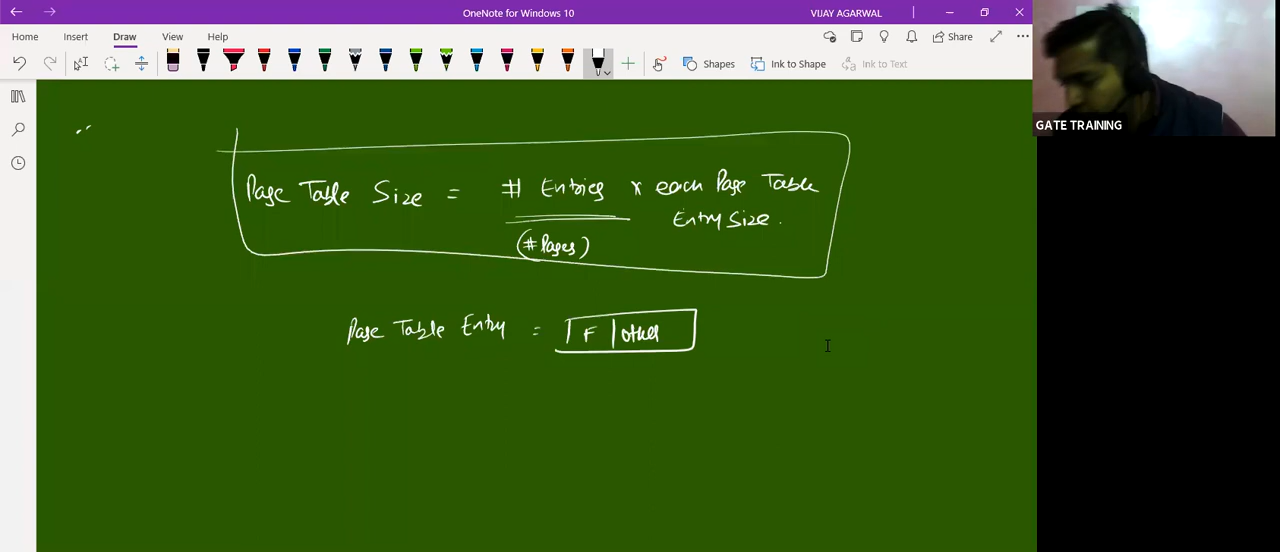 OneNote for Windows 10
VIJAY AGARWAL
Home Insert Draw View Help
Share
Shapes Ink to Shape Ink to Text
GATE TRAINING
Page Table Size = # Entries × each Page Table
Entry Size.
(# Pages)
Page Table Entry = F other